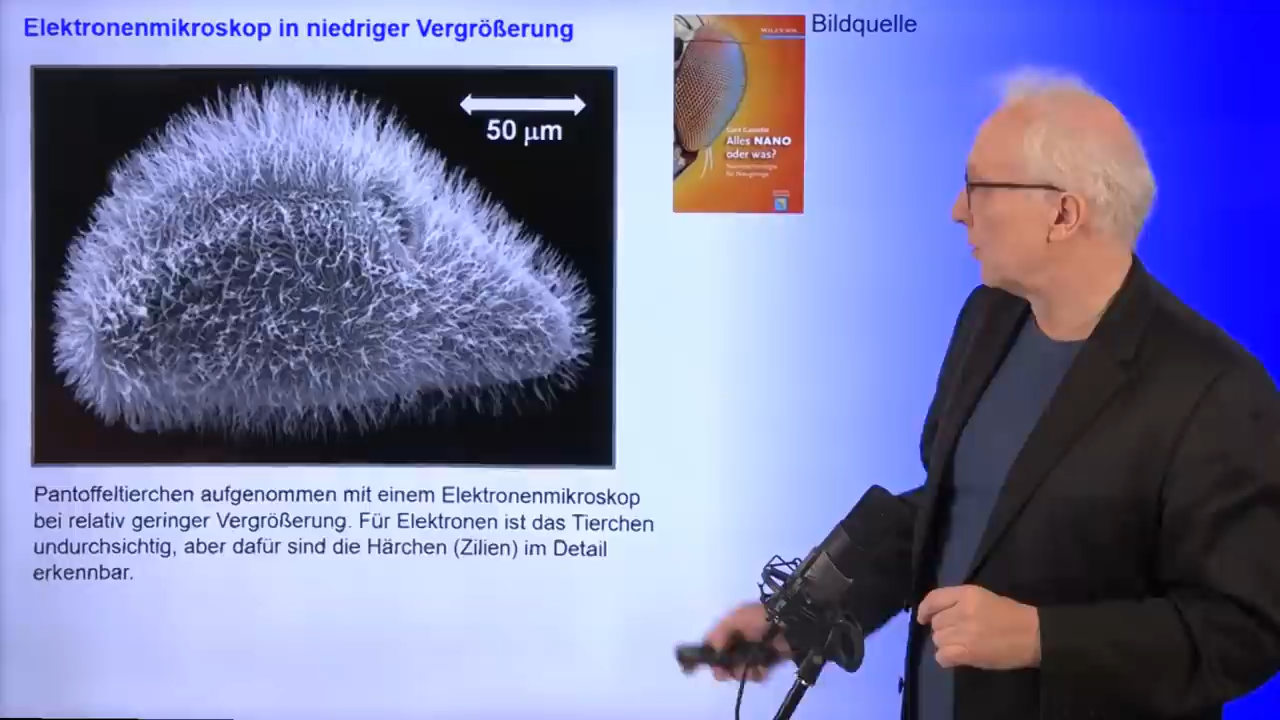 Elektronenmikroskop in niedriger Vergrößerung
50 μm
Pantoffeltierchen aufgenommen mit einem Elektronenmikroskop
bei relativ geringer Vergrößerung. Für Elektronen ist das Tierchen
undurchsichtig, aber dafür sind die Härchen (Zilien) im Detail
erkennbar.
Bildquelle
Alles NANO
oder was?